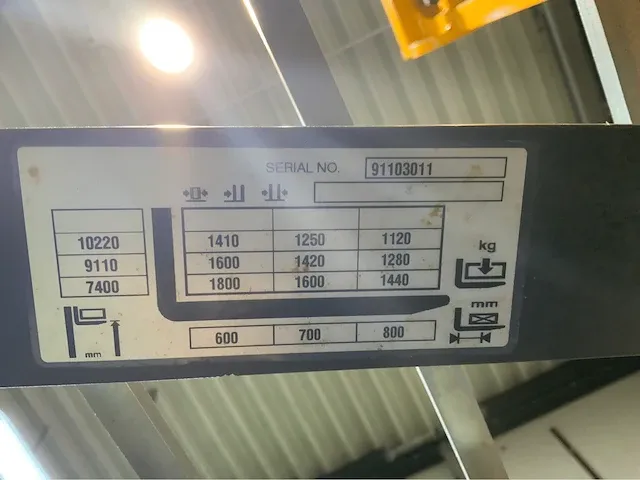 SERIAL NO. 91103011
10220 1410 1250 1120
9110 1600 1420 1280
7400 1800 1600 1440
kg
mm
600 700 800
mm